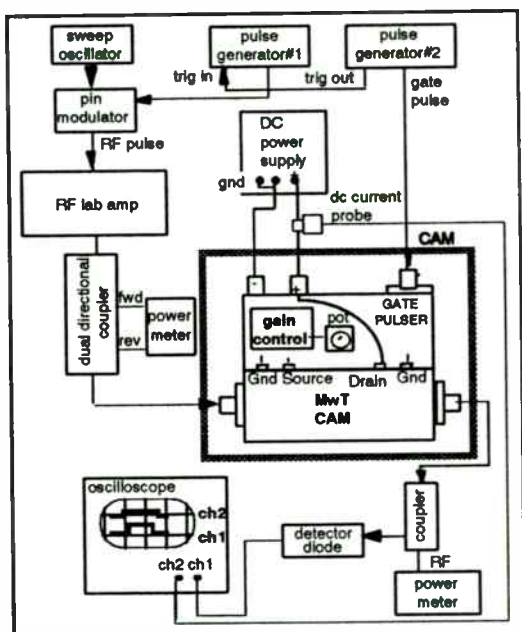 sweep
oscillator
pulse
generator#1
pulse
generator#2
trig in
trig out
gate
pulse
pin
modulator
RF pulse
DC
power
supply
gnd
- +
dc current
probe
RF lab amp
CAM
dual directional
coupler
fwd
rev
power
meter
- +
GATE
PULSER
gain
control
pot
Gnd Source Drain Gnd
MwT
CAM
oscilloscope
ch2
ch1
ch2 ch1
detector
diode
coupler
RF
power
meter